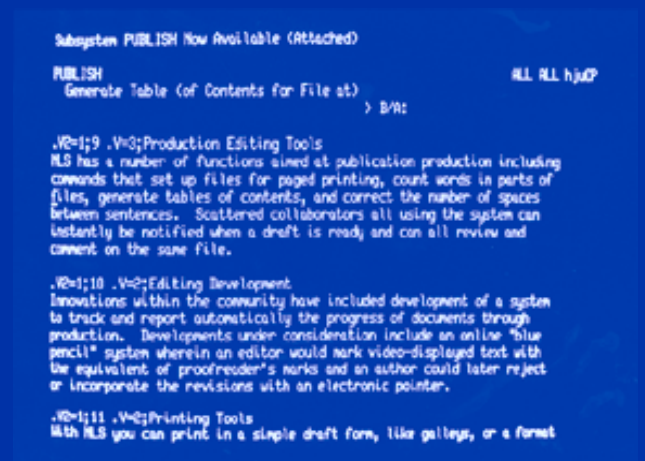 Subsystem PUBLISH Now Available (Attached)
PUBLISH ALL ALL hjuCP
Generate Table (of Contents for File at)
> B/A:
.V2=1;9 .V=3;Production Editing Tools
NLS has a number of functions aimed at publication production including
commands that set up files for paged printing, count words in parts of
files, generate tables of contents, and correct the number of spaces
between sentences. Scattered collaborators all using the system can
instantly be notified when a draft is ready and can all review and
comment on the same file.
.V2=1;10 .V=2;Editing Development
Innovations within the community have included development of a system
to track and report automatically the progress of documents through
production. Developments under consideration include an online "blue
pencil" system wherein an editor would mark video-displayed text with
the equivalent of proofreader's marks and an author could later reject
or incorporate the revisions with an electronic pointer.
.V2=1;11 .V=2;Printing Tools
With NLS you can print in a simple draft form, like galleys, or a format